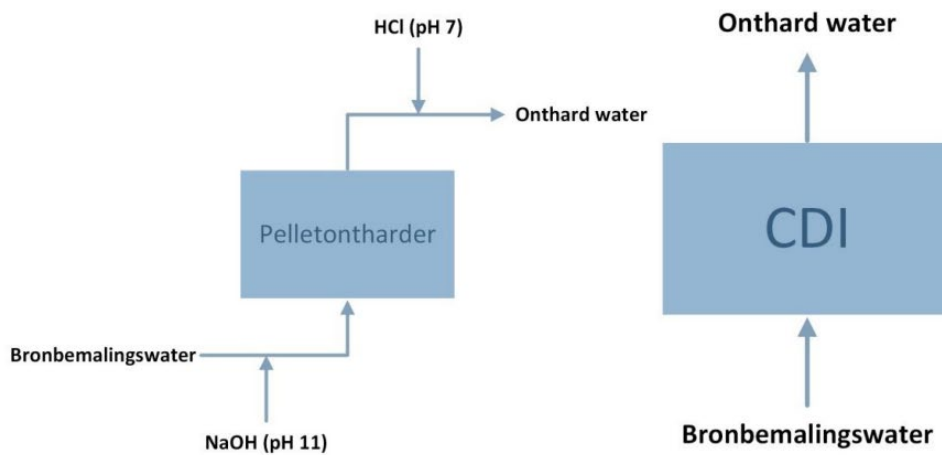 HCl (pH 7)
Onthard water
Pelletontharder
Bronbemalingswater
NaOH (pH 11)
Onthard water
CDI
Bronbemalingswater